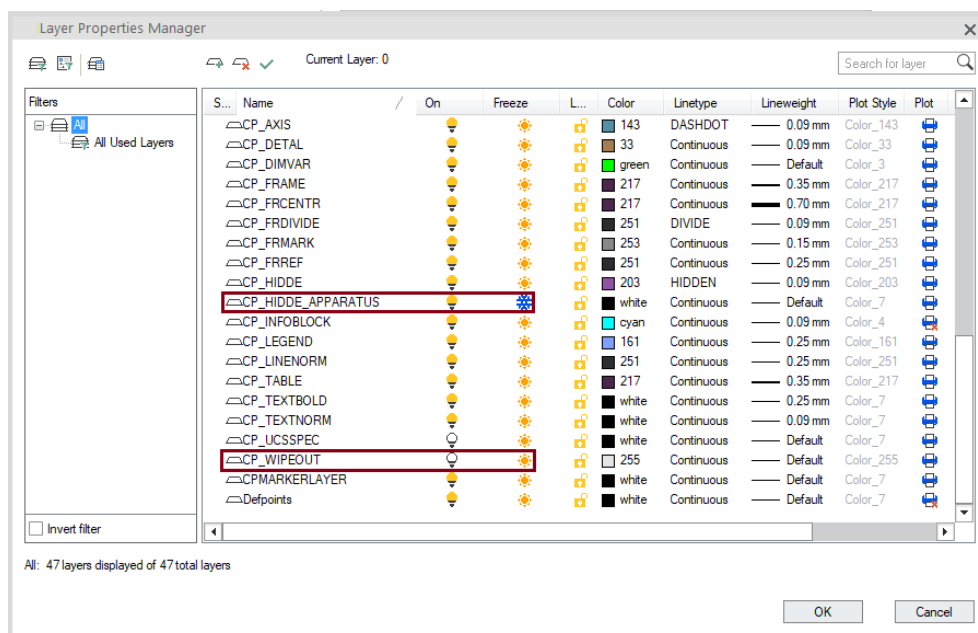 Layer Properties Manager
Current Layer: 0
Search for layer
Filters
All
All Used Layers
Invert filter
S... Name On Freeze L... Color Linetype Lineweight Plot Style Plot
CP_AXIS 143 DASHDOT 0.09 mm Color_143
CP_DETAL 33 Continuous 0.09 mm Color_33
CP_DIMVAR green Continuous Default Color_3
CP_FRAME 217 Continuous 0.35 mm Color_217
CP_FRCENTR 217 Continuous 0.70 mm Color_217
CP_FRDIVIDE 251 DIVIDE 0.09 mm Color_251
CP_FRMARK 253 Continuous 0.15 mm Color_253
CP_FRREF 251 Continuous 0.25 mm Color_251
CP_HIDDE 203 HIDDEN 0.09 mm Color_203
CP_HIDDE_APPARATUS white Continuous Default Color_7
CP_INFOBLOCK cyan Continuous 0.09 mm Color_4
CP_LEGEND 161 Continuous 0.25 mm Color_161
CP_LINENORM 251 Continuous 0.25 mm Color_251
CP_TABLE 217 Continuous 0.35 mm Color_217
CP_TEXTBOLD white Continuous 0.25 mm Color_7
CP_TEXTNORM white Continuous 0.09 mm Color_7
CP_UCSSPEC white Continuous Default Color_7
CP_WIPEOUT 255 Continuous Default Color_255
CPMARKERLAYER white Continuous Default Color_7
Defpoints white Continuous Default Color_7
All: 47 layers displayed of 47 total layers
OK Cancel